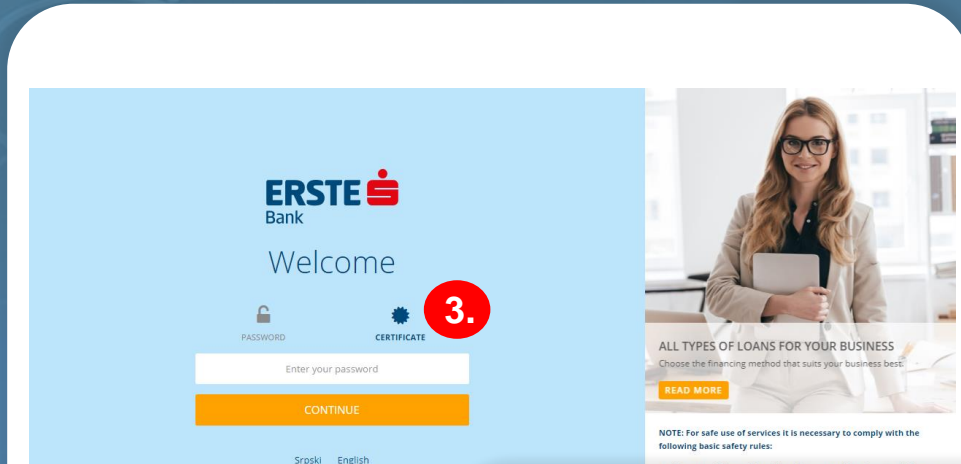 ERSTE
Bank
Welcome
3.
PASSWORD
CERTIFICATE
Enter your password
CONTINUE
Srpski English
ALL TYPES OF LOANS FOR YOUR BUSINESS
Choose the financing method that suits your business best.
READ MORE
NOTE: For safe use of services it is necessary to comply with the
following basic safety rules: